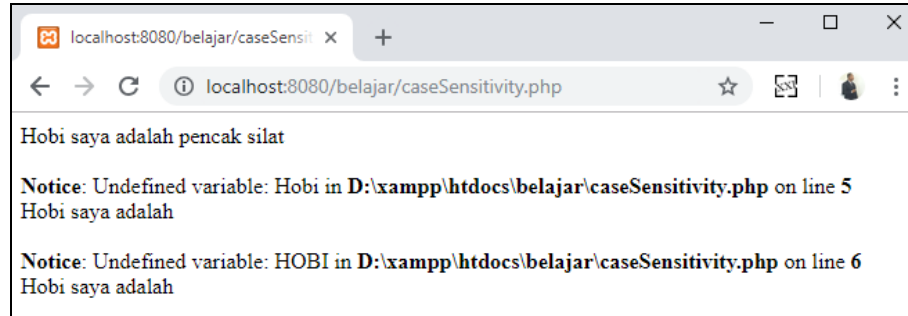 localhost:8080/belajar/caseSensit
localhost:8080/belajar/caseSensitivity.php
Hobi saya adalah pencak silat
Notice: Undefined variable: Hobi in D:\xampp\htdocs\belajar\caseSensitivity.php on line 5
Hobi saya adalah
Notice: Undefined variable: HOBI in D:\xampp\htdocs\belajar\caseSensitivity.php on line 6
Hobi saya adalah